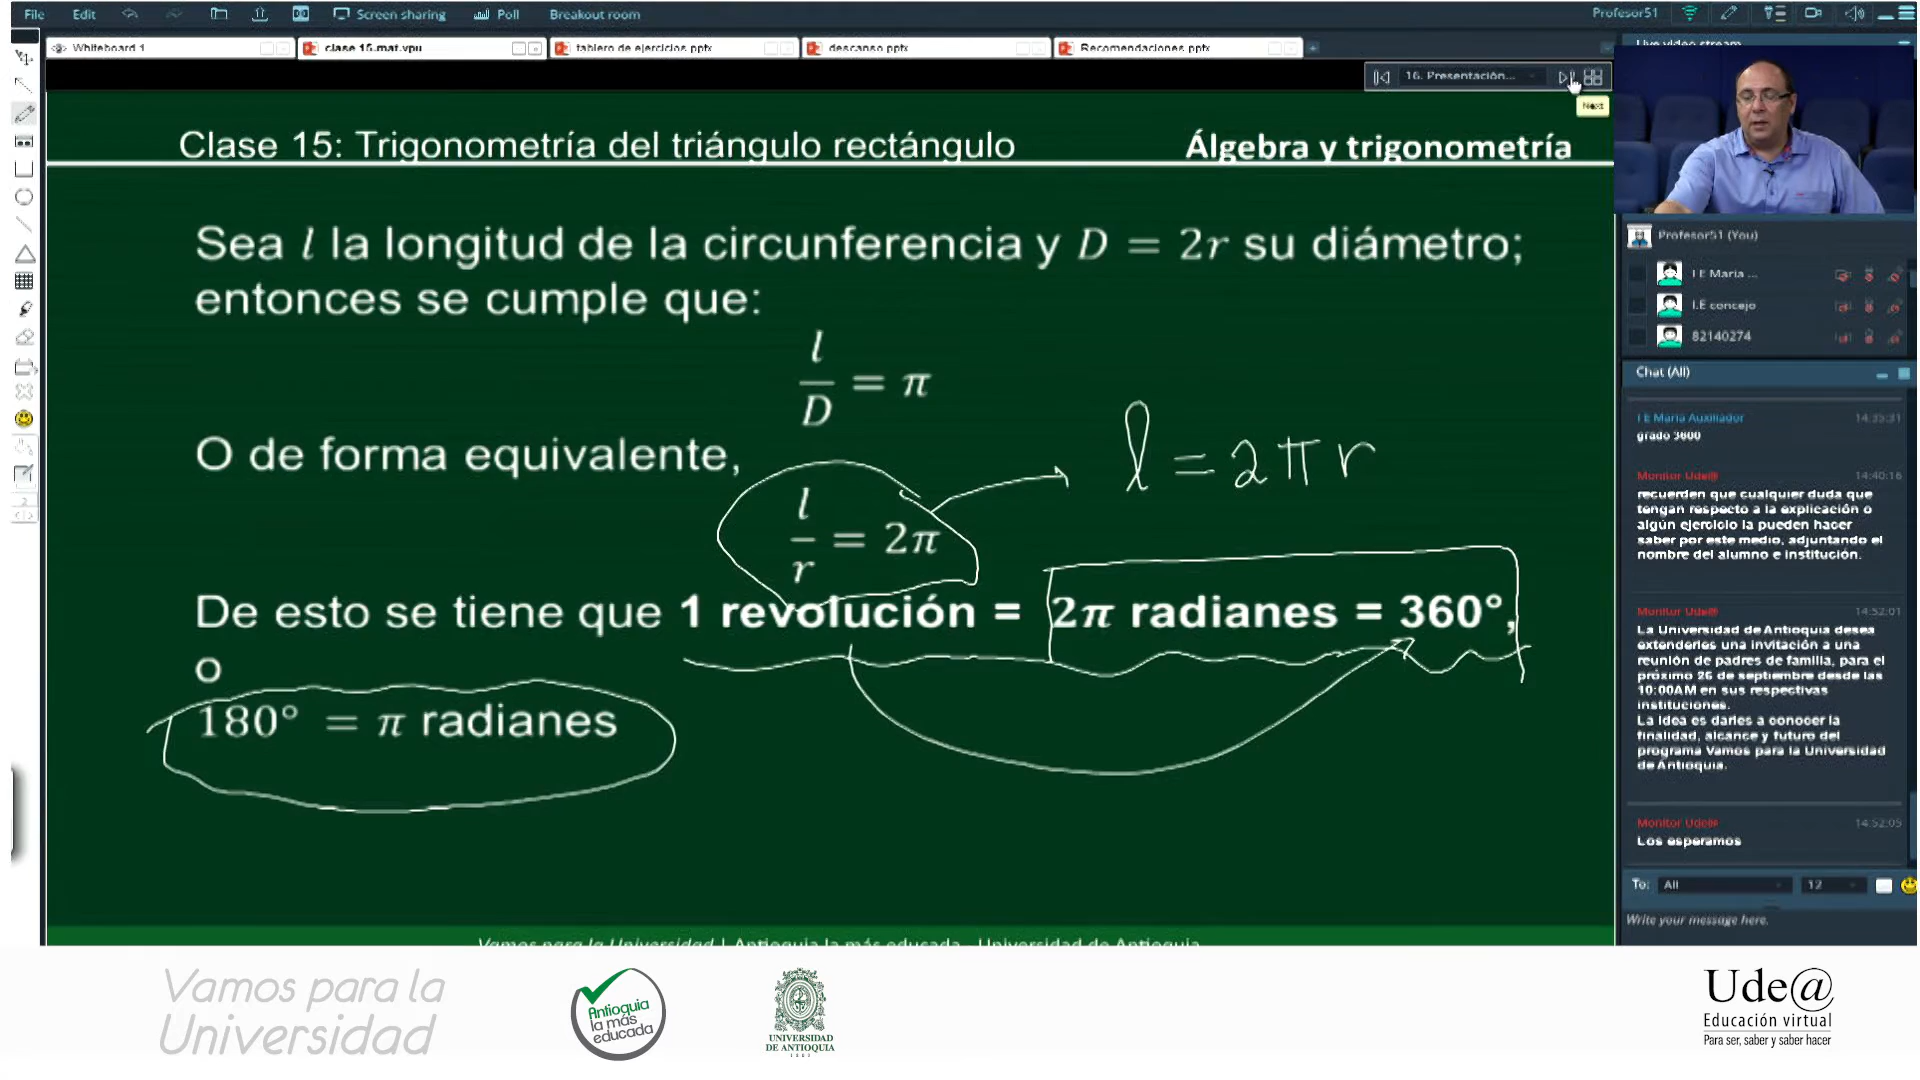 File Edit Screen sharing Poll Breakout room Profesor51
Whiteboard 1 clase 15.mat.vpu tablero de ejercicios.pptx descanso.pptx Recomendaciones.pptx
Live video stream
16. Presentación...
Next
Clase 15: Trigonometría del triángulo rectángulo Álgebra y trigonometría
Sea l la longitud de la circunferencia y D = 2r su diámetro;
entonces se cumple que:
l/D = π
O de forma equivalente,
l = 2πr
l/r = 2π
De esto se tiene que 1 revolución = 2π radianes = 360°,
o
180° = π radianes
Vamos para la Universidad | Antioquia la más educada - Universidad de Antioquia
Profesor51 (You)
I E Maria ...
I.E concejo
82140274
Chat (All)
I E Maria Auxiliador 14:35:31
grado 3600
Monitor Ude@ 14:40:16
recuerden que cualquier duda que
tengan respecto a la explicación o
algún ejercicio la pueden hacer
saber por este medio, adjuntando el
nombre del alumno e institución.
Monitor Ude@ 14:52:01
La Universidad de Antioquia desea
extenderles una invitación a una
reunión de padres de familia, para el
próximo 26 de septiembre desde las
10:00AM en sus respectivas
instituciones.
La idea es darles a conocer la
finalidad, alcance y futuro del
programa Vamos para la Universidad
de Antioquia.
Monitor Ude@ 14:52:05
Los esperamos
To: All 12
Write your message here.
Vamos para la
Universidad
Antioquia
la más
educada
UNIVERSIDAD
DE ANTIOQUIA
1803
Ude@
Educación virtual
Para ser, saber y saber hacer